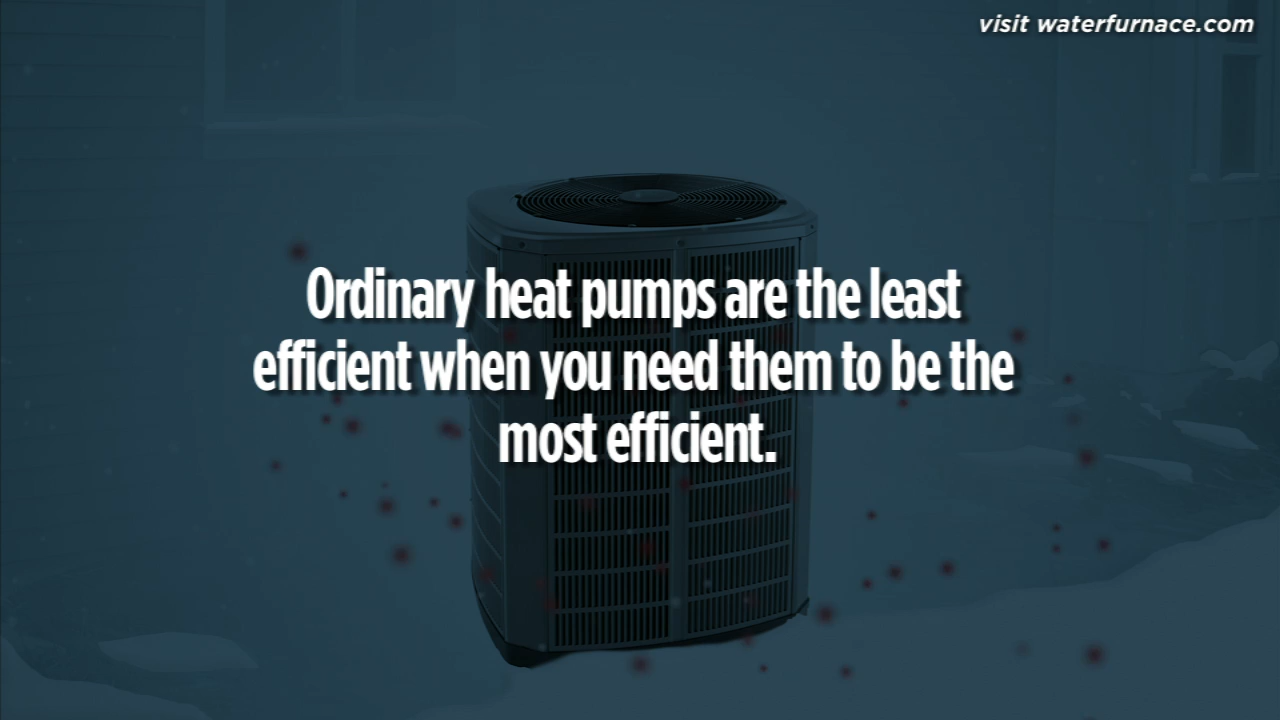 visit waterfurnace.com
Ordinary heat pumps are the least
efficient when you need them to be the
most efficient.